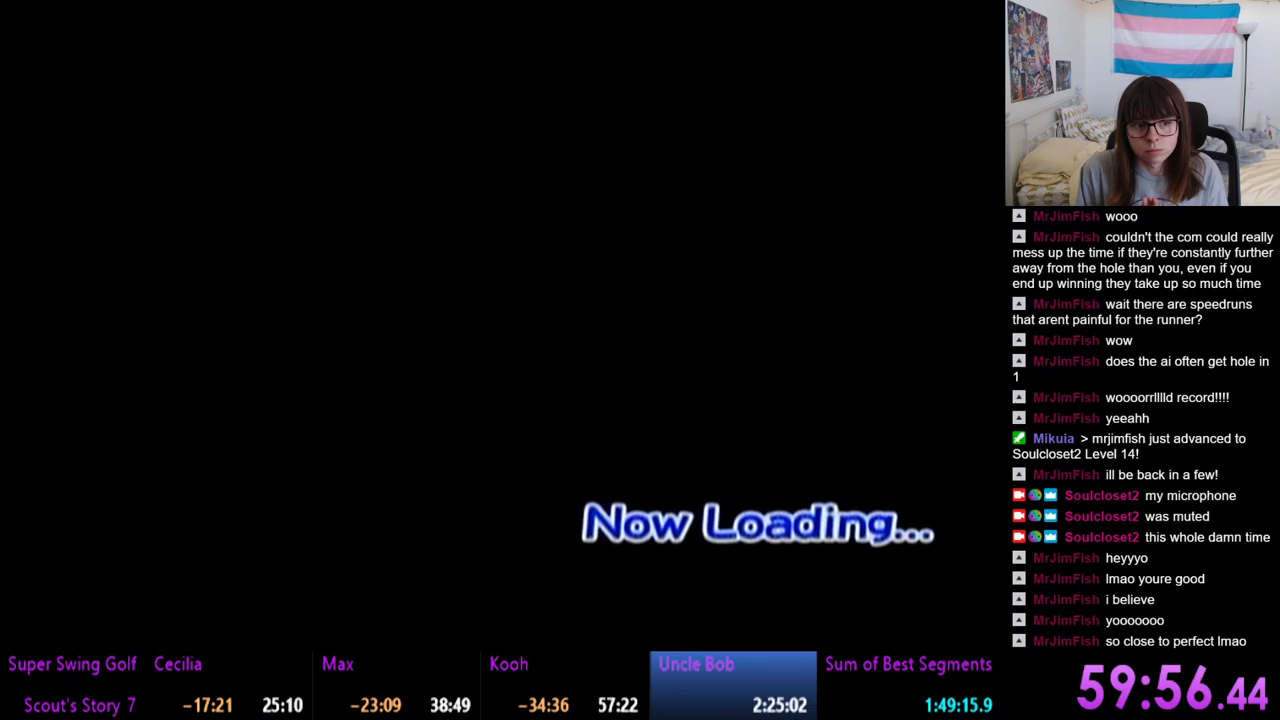 MrJimFish wooo
MrJimFish couldn't the com could really
mess up the time if they're constantly further
away from the hole than you, even if you
end up winning they take up so much time
MrJimFish wait there are speedruns
that arent painful for the runner?
MrJimFish wow
MrJimFish does the ai often get hole in
1
MrJimFish woooorrlllld record!!!!
MrJimFish yeeahh
Mikuia > mrjimfish just advanced to
Soulcloset2 Level 14!
MrJimFish ill be back in a few!
Soulcloset2 my microphone
Soulcloset2 was muted
Soulcloset2 this whole damn time
MrJimFish heyyyo
MrJimFish lmao youre good
MrJimFish i believe
MrJimFish yooooooo
MrJimFish so close to perfect lmao
Now Loading...
Super Swing Golf Cecilia Max Kooh Uncle Bob Sum of Best Segments
Scout's Story 7 -17:21 25:10 -23:09 38:49 -34:36 57:22 2:25:02 1:49:15.9
59:56.44